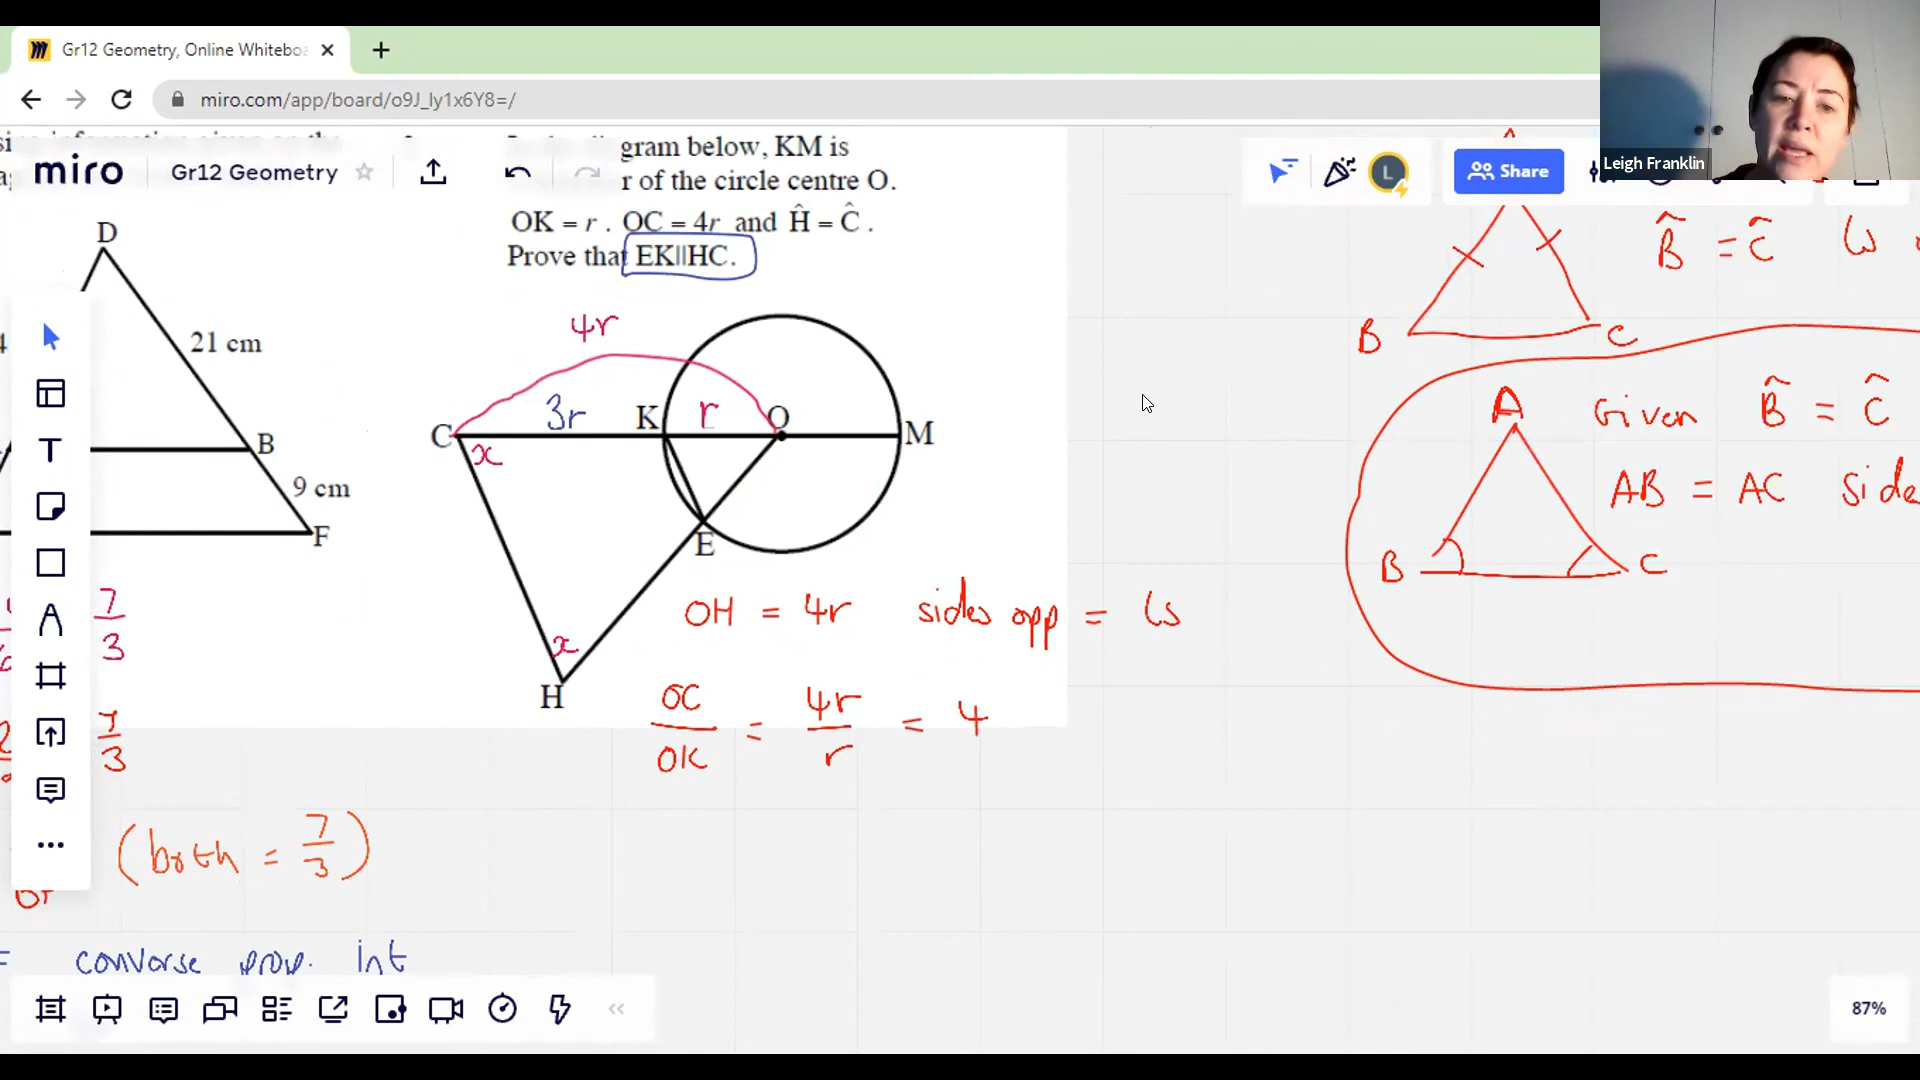 Gr12 Geometry, Online Whitebo
miro.com/app/board/o9J_ly1x6Y8=/
Leigh Franklin
miro
Gr12 Geometry
L
Share
gram below, KM is
r of the circle centre O.
OK = r . OC = 4r and Ĥ = Ĉ .
Prove that EK||HC.
D
21 cm
B
9 cm
F
4r
3r
K
r
O
C
M
x
E
x
H
OH = 4r sides opp = ∠s
OC/OK = 4r/r = 4
B̂ = Ĉ ∠s
B
C
A
Given B̂ = Ĉ
AB = AC side
B
C
7/3
7/3
(both = 7/3)
= converse prop. int
87%